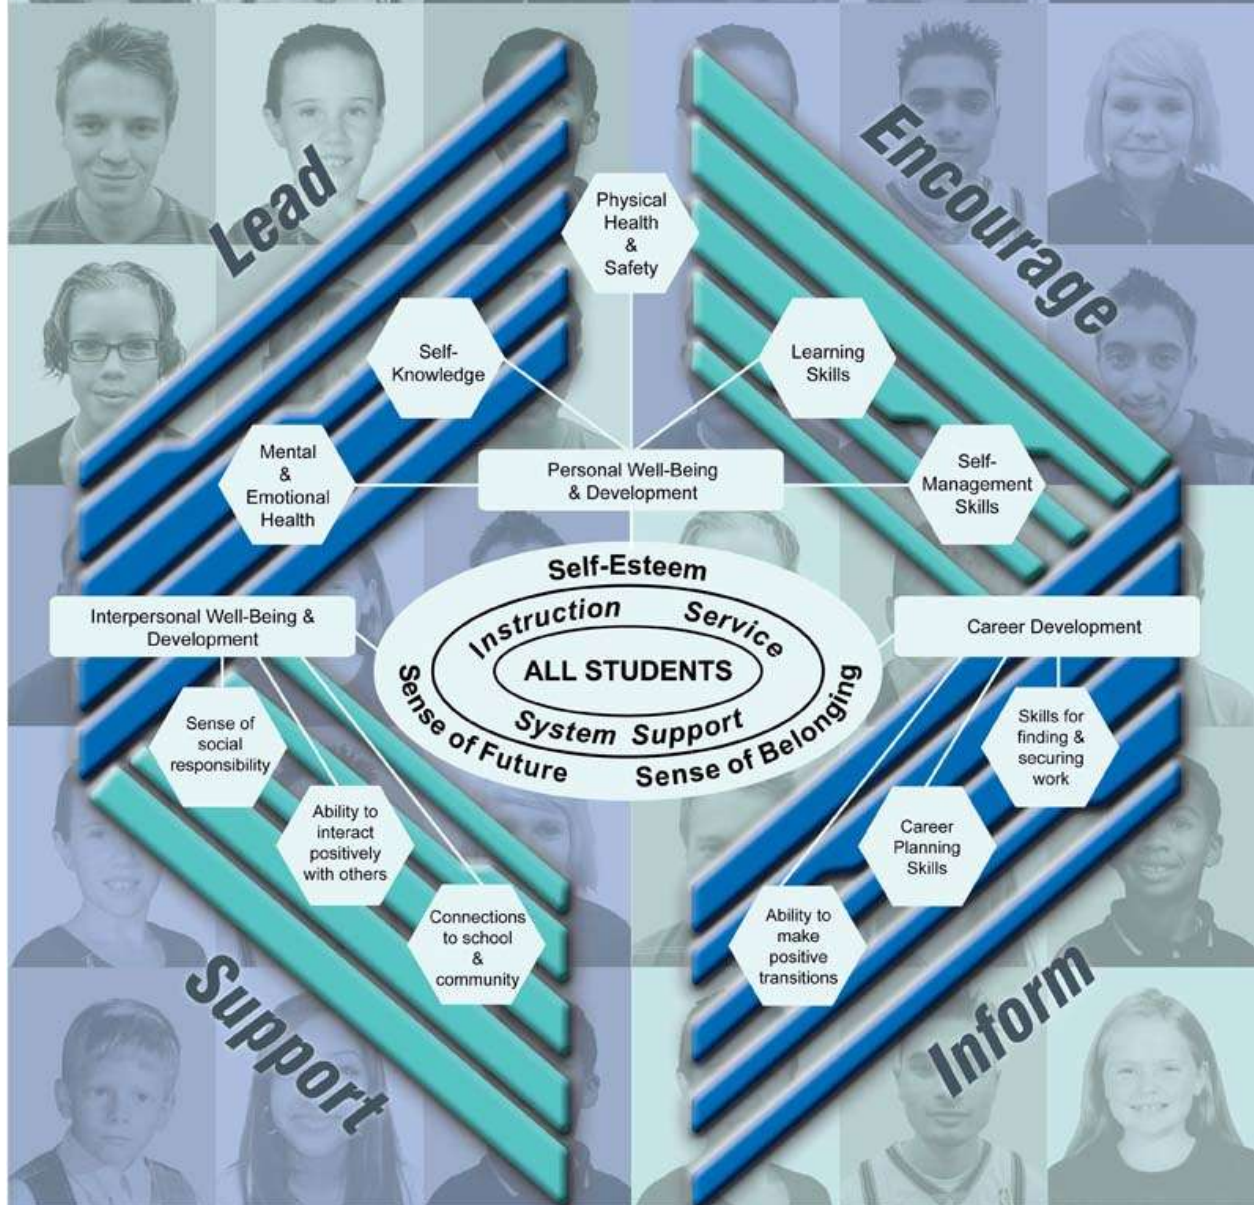 Lead
Encourage
Physical
Health
&
Safety
Self-
Knowledge
Learning
Skills
Mental
&
Emotional
Health
Personal Well-Being
& Development
Self-
Management
Skills
Self-Esteem
Instruction Service
ALL STUDENTS
System Support
Sense of Future
Sense of Belonging
Interpersonal Well-Being &
Development
Career Development
Sense of
social
responsibility
Ability to
interact
positively
with others
Connections
to school
&
community
Skills for
finding &
securing
work
Career
Planning
Skills
Ability to
make
positive
transitions
Support
Inform